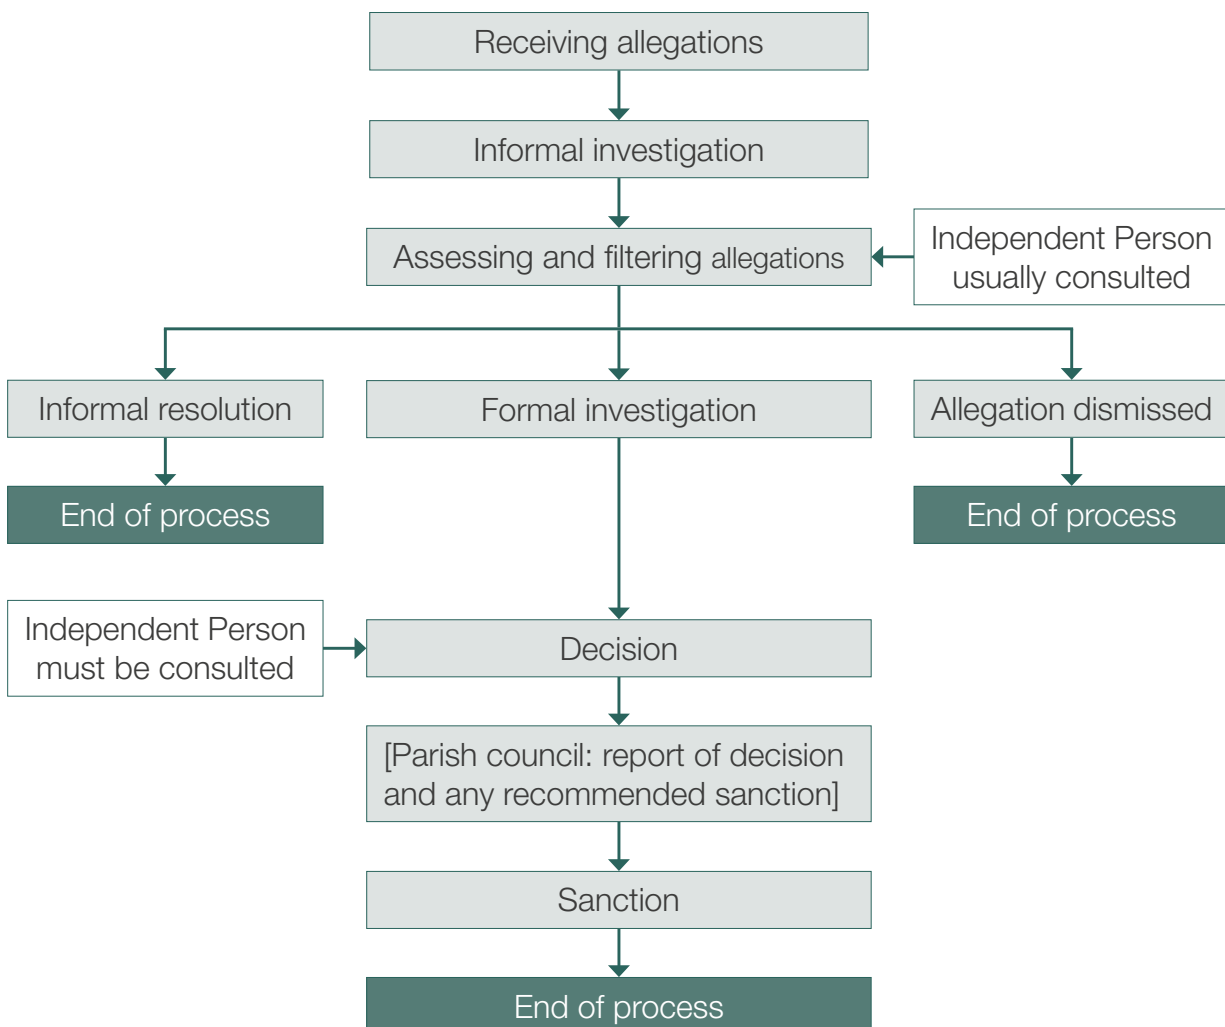 Receiving allegations
Informal investigation
Assessing and filtering allegations
Independent Person
usually consulted
Informal resolution
Formal investigation
Allegation dismissed
End of process
End of process
Independent Person
must be consulted
Decision
[Parish council: report of decision
and any recommended sanction]
Sanction
End of process